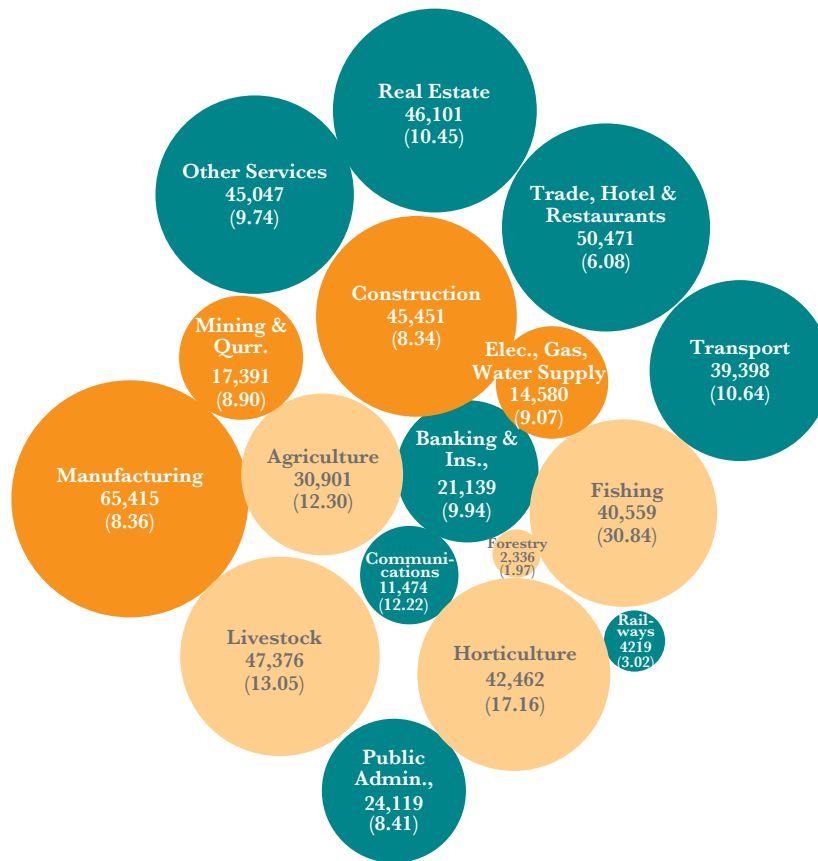 Real Estate
46,101
(10.45)
Other Services
45,047
(9.74)
Trade, Hotel &
Restaurants
50,471
(6.08)
Construction
45,451
(8.34)
Mining &
Qurr.
17,391
(8.90)
Elec., Gas,
Water Supply
14,580
(9.07)
Transport
39,398
(10.64)
Manufacturing
65,415
(8.36)
Agriculture
30,901
(12.30)
Banking &
Ins.,
21,139
(9.94)
Fishing
40,559
(30.84)
Forestry
2,336
(1.97)
Communi-
cations
11,474
(12.22)
Rail-
ways
4219
(3.02)
Livestock
47,376
(13.05)
Horticulture
42,462
(17.16)
Public
Admin.,
24,119
(8.41)